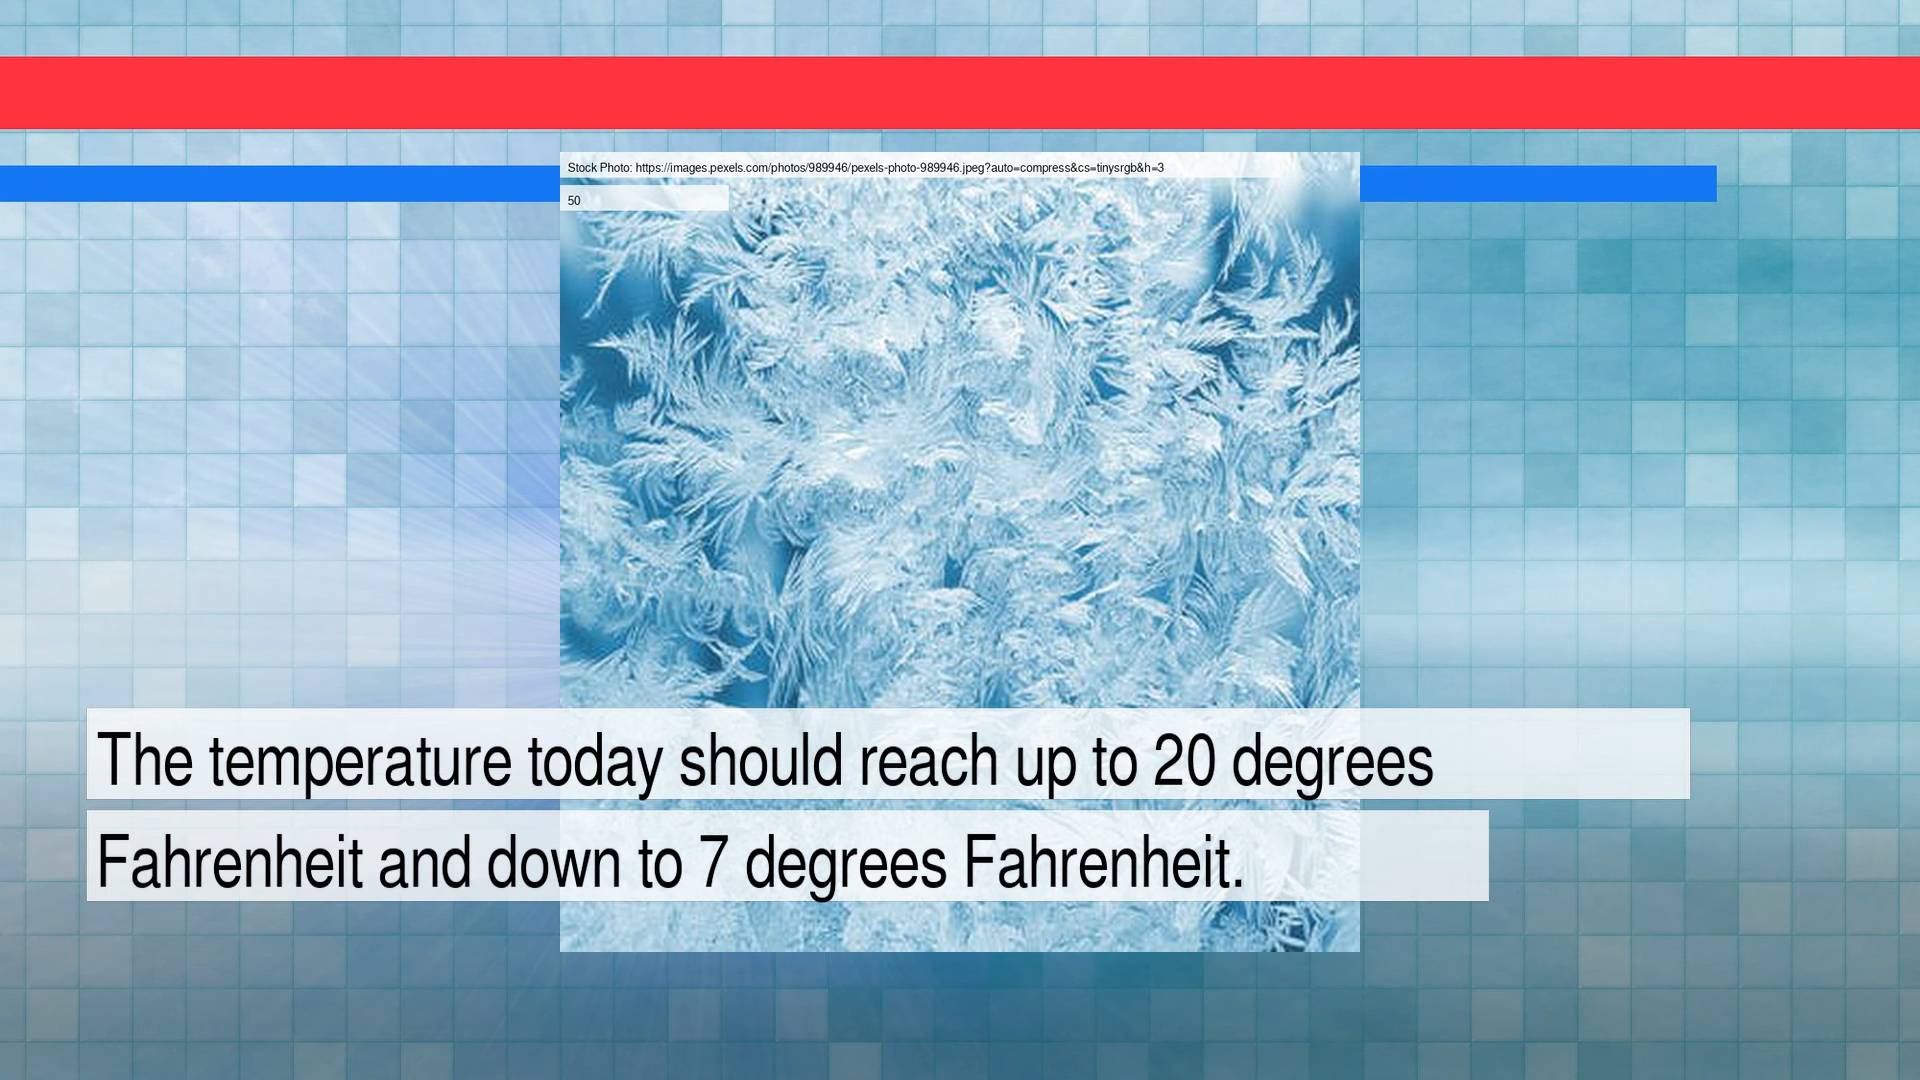 Stock Photo: https://images.pexels.com/photos/989946/pexels-photo-989946.jpeg?auto=compress&cs=tinysrgb&h=3
50
The temperature today should reach up to 20 degrees
Fahrenheit and down to 7 degrees Fahrenheit.